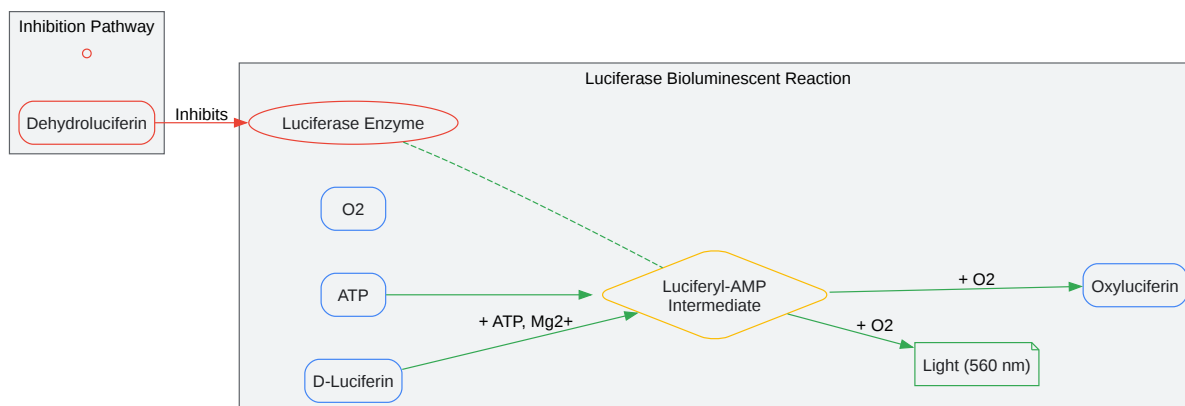 Inhibition Pathway
Dehydroluciferin
Inhibits
Luciferase Bioluminescent Reaction
Luciferase Enzyme
O2
ATP
+ ATP, Mg2+
D-Luciferin
Luciferyl-AMP
Intermediate
+ O2
Oxyluciferin
+ O2
Light (560 nm)